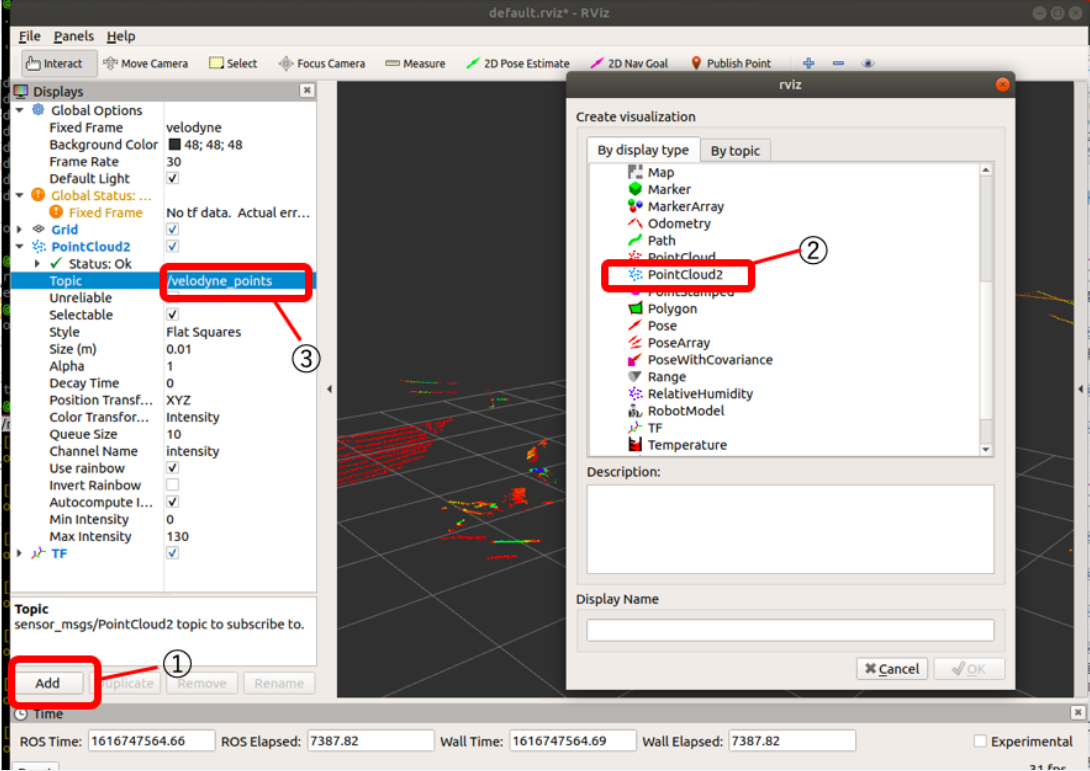 default.rviz* - RViz
File Panels Help
Interact Move Camera Select Focus Camera Measure 2D Pose Estimate 2D Nav Goal Publish Point
Displays
Global Options
Fixed Frame velodyne
Background Color 48; 48; 48
Frame Rate 30
Default Light
Global Status: ...
Fixed Frame No tf data. Actual err...
Grid
PointCloud2
Status: Ok
Topic /velodyne_points
Unreliable
Selectable
Style Flat Squares
Size (m) 0.01
Alpha 1
Decay Time 0
Position Transf... XYZ
Color Transfor... Intensity
Queue Size 10
Channel Name intensity
Use rainbow
Invert Rainbow
Autocompute I...
Min Intensity 0
Max Intensity 130
TF
③
Topic
sensor_msgs/PointCloud2 topic to subscribe to.
①
Add Duplicate Remove Rename
rviz
Create visualization
By display type By topic
Map
Marker
MarkerArray
Odometry
Path
PointCloud
PointCloud2
②
PointStamped
Polygon
Pose
PoseArray
PoseWithCovariance
Range
RelativeHumidity
RobotModel
TF
Temperature
Description:
Display Name
Cancel OK
Time
ROS Time: 1616747564.66 ROS Elapsed: 7387.82 Wall Time: 1616747564.69 Wall Elapsed: 7387.82 Experimental
31 fps